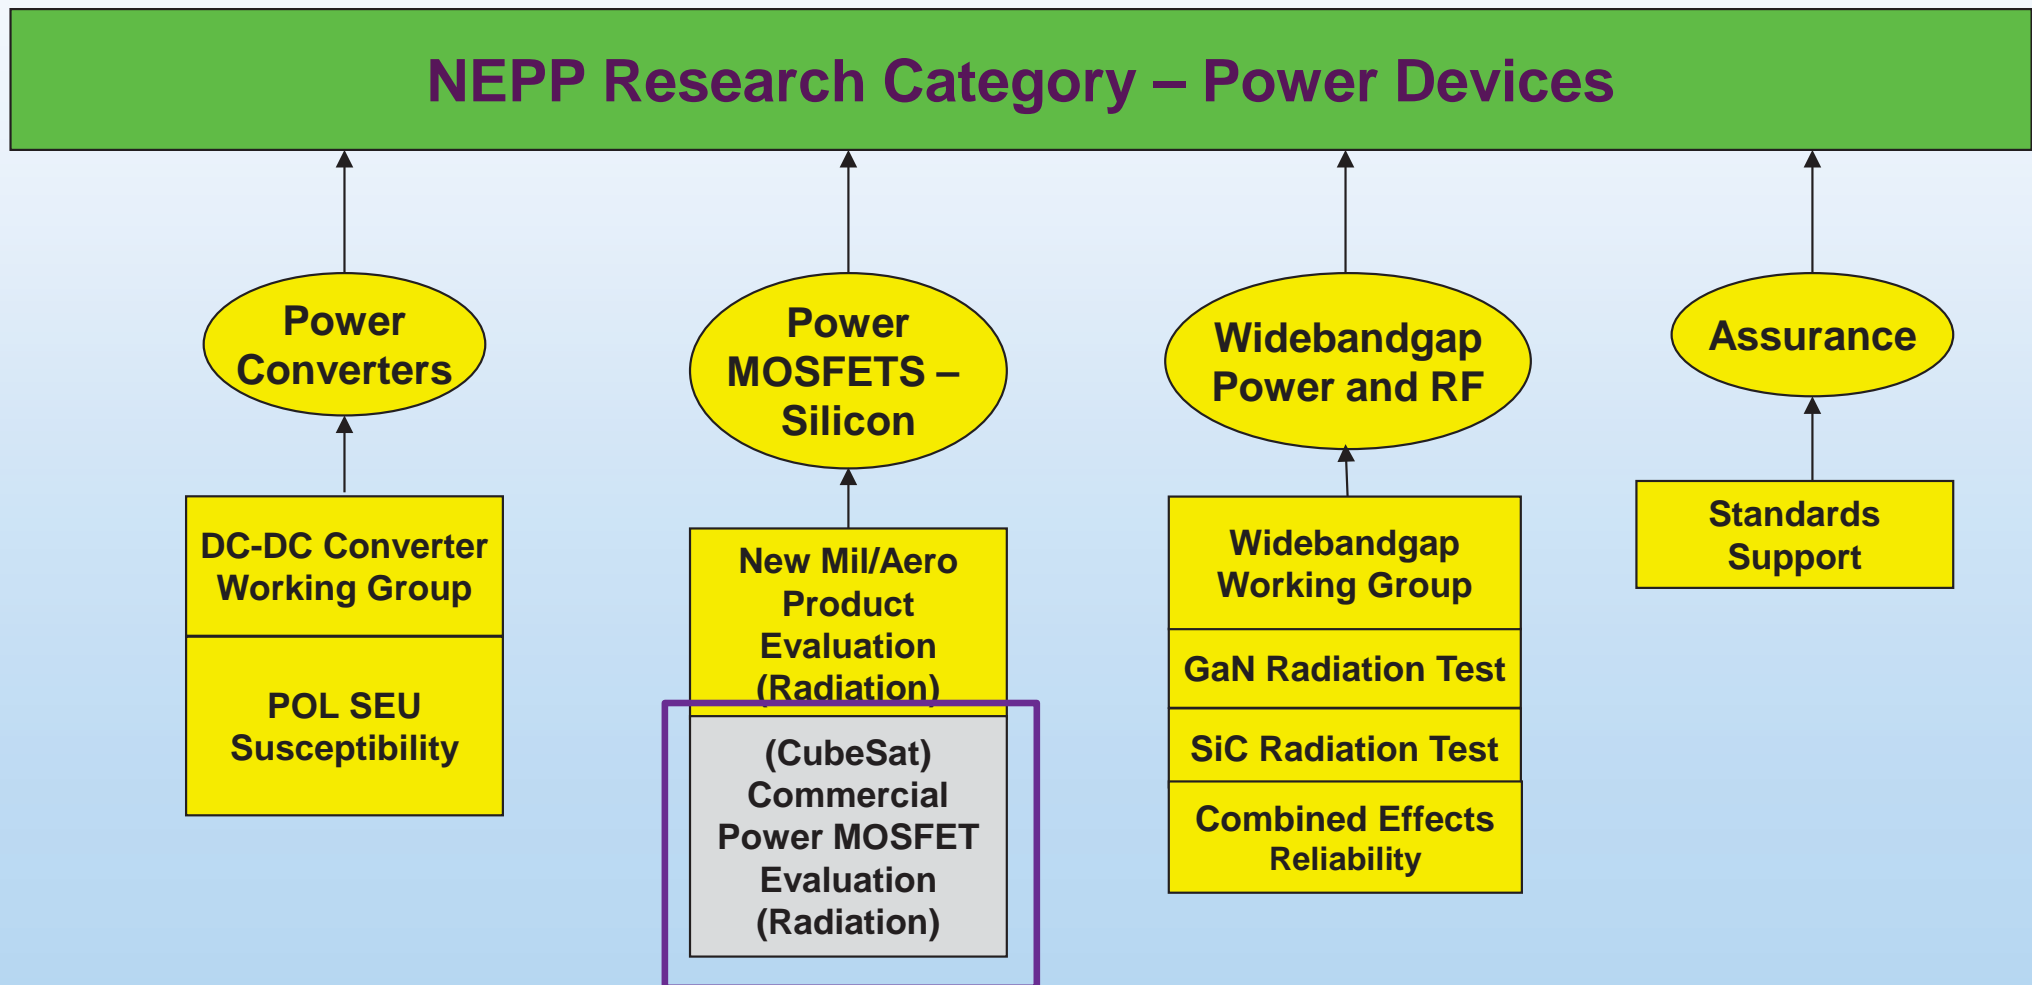 NEPP Research Category – Power Devices
Power
Converters
DC-DC Converter
Working Group
POL SEU
Susceptibility
Power
MOSFETS –
Silicon
New Mil/Aero
Product
Evaluation
(Radiation)
(CubeSat)
Commercial
Power MOSFET
Evaluation
(Radiation)
Widebandgap
Power and RF
Widebandgap
Working Group
GaN Radiation Test
SiC Radiation Test
Combined Effects
Reliability
Assurance
Standards
Support